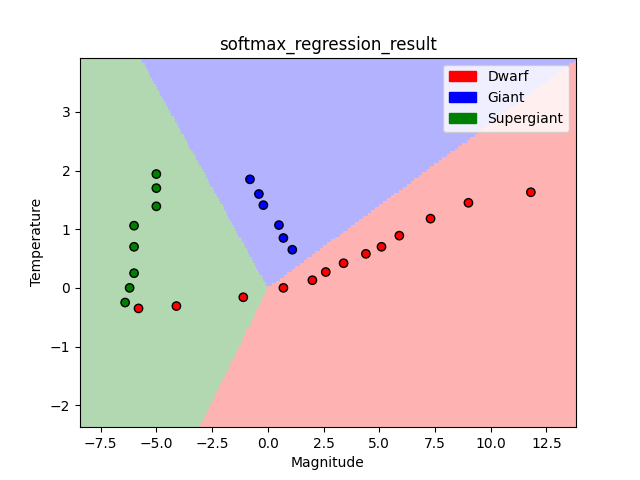 softmax_regression_result
Dwarf
Giant
Supergiant
Temperature
3
2
1
0
−1
−2
−7.5 −5.0 −2.5 0.0 2.5 5.0 7.5 10.0 12.5
Magnitude